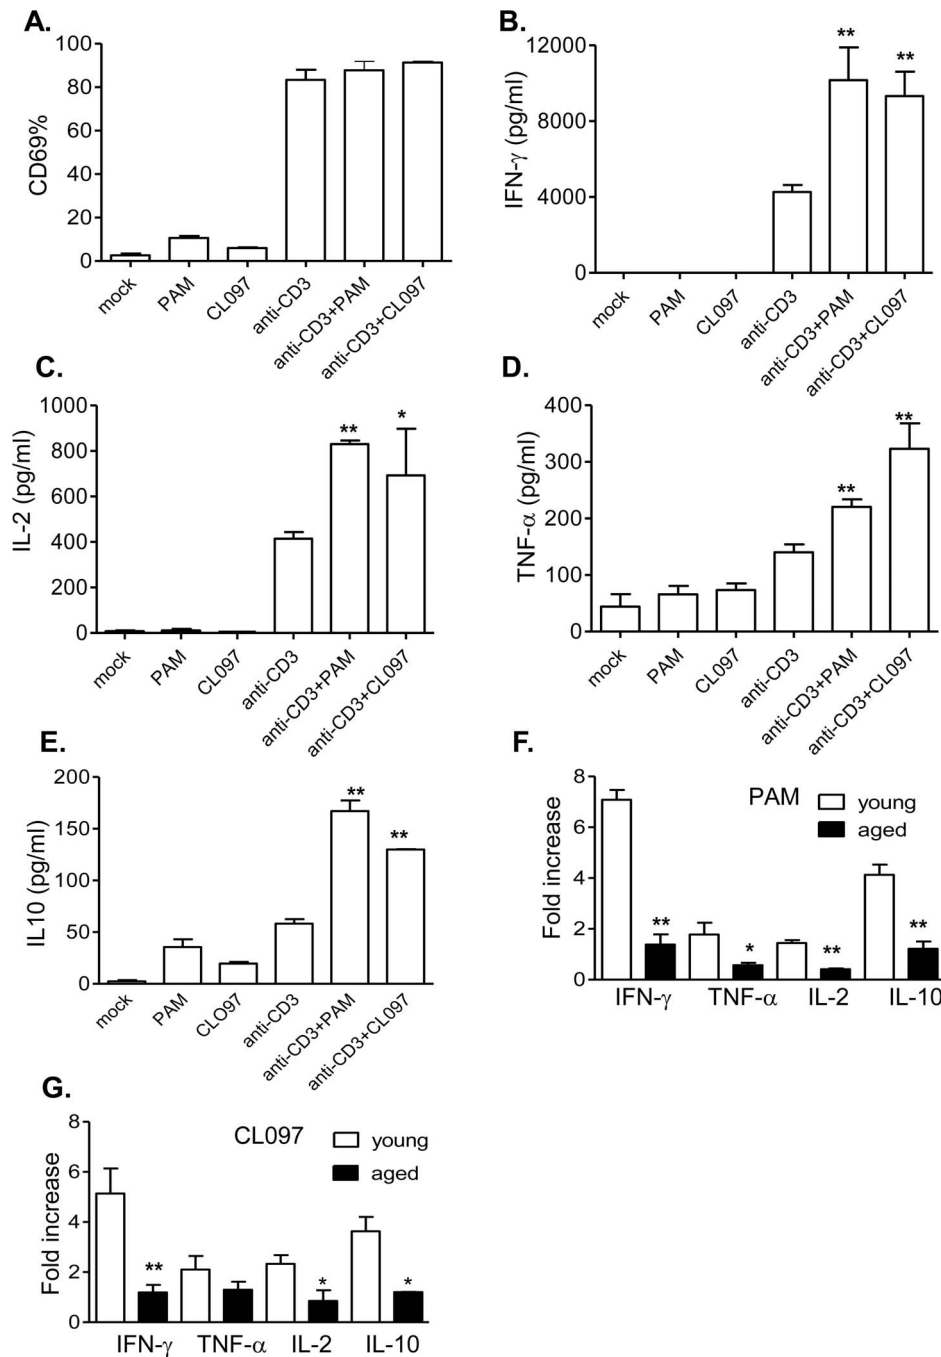 A.
CD69%
100
80
60
40
20
0
mock
PAM
CL097
anti-CD3
anti-CD3+PAM
anti-CD3+CL097
B.
IFN-γ (pg/ml)
12000
8000
4000
0
** **
mock
PAM
CL097
anti-CD3
anti-CD3+PAM
anti-CD3+CL097
C.
IL-2 (pg/ml)
1000
800
600
400
200
0
** *
mock
PAM
CL097
anti-CD3
anti-CD3+PAM
anti-CD3+CL097
D.
TNF-α (pg/ml)
400
300
200
100
0
** **
mock
PAM
CL097
anti-CD3
anti-CD3+PAM
anti-CD3+CL097
E.
IL10 (pg/ml)
200
150
100
50
0
** **
mock
PAM
CLO97
anti-CD3
anti-CD3+PAM
anti-CD3+CL097
F.
Fold increase
8
6
4
2
0
PAM
young
aged
** * ** **
IFN-γ TNF-α IL-2 IL-10
G.
Fold increase
8
6
4
2
0
CL097
young
aged
** * *
IFN-γ TNF-α IL-2 IL-10